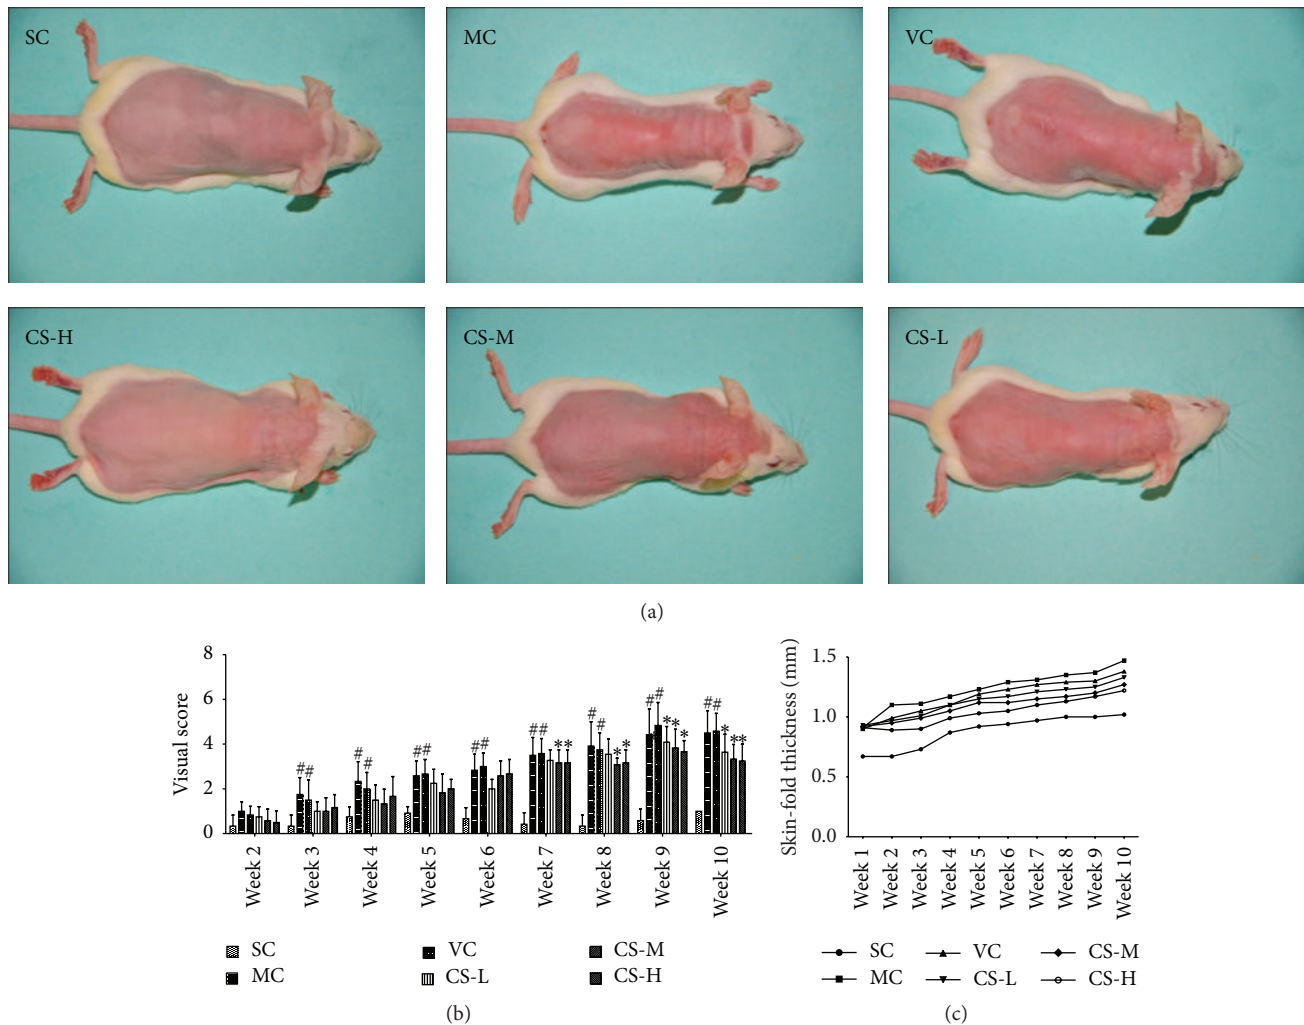 SC
MC
VC
CS-H
CS-M
CS-L
(a)
Visual score
8
6
4
2
0
# #
# #
# #
# #
# # * *
# # * *
# # * * *
# # * * *
Week 2
Week 3
Week 4
Week 5
Week 6
Week 7
Week 8
Week 9
Week 10
SC
VC
CS-M
MC
CS-L
CS-H
(b)
Skin-fold thickness (mm)
1.5
1.0
0.5
0.0
Week 1
Week 2
Week 3
Week 4
Week 5
Week 6
Week 7
Week 8
Week 9
Week 10
SC
VC
CS-M
MC
CS-L
CS-H
(c)